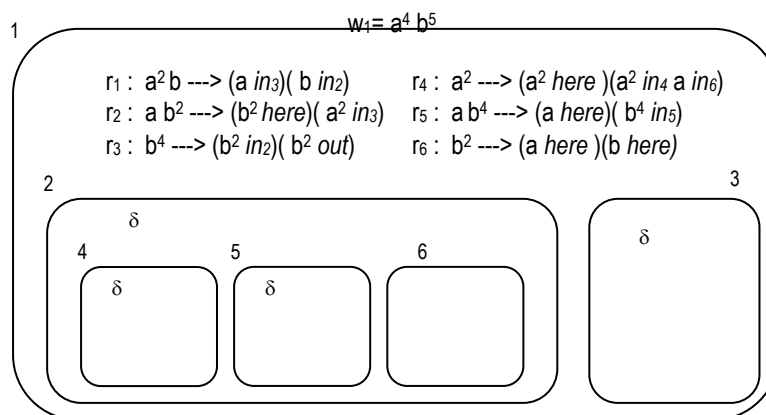 w₁= a⁴ b⁵
1
r₁ : a² b ---> (a in₃)( b in₂)
r₄ : a² ---> (a² here )(a² in₄ a in₆)
r₂ : a b² ---> (b² here)( a² in₃)
r₅ : a b⁴ ---> (a here)( b⁴ in₅)
r₃ : b⁴ ---> (b² in₂)( b² out)
r₆ : b² ---> (a here )(b here)
2
3
δ
δ
4
5
6
δ
δ